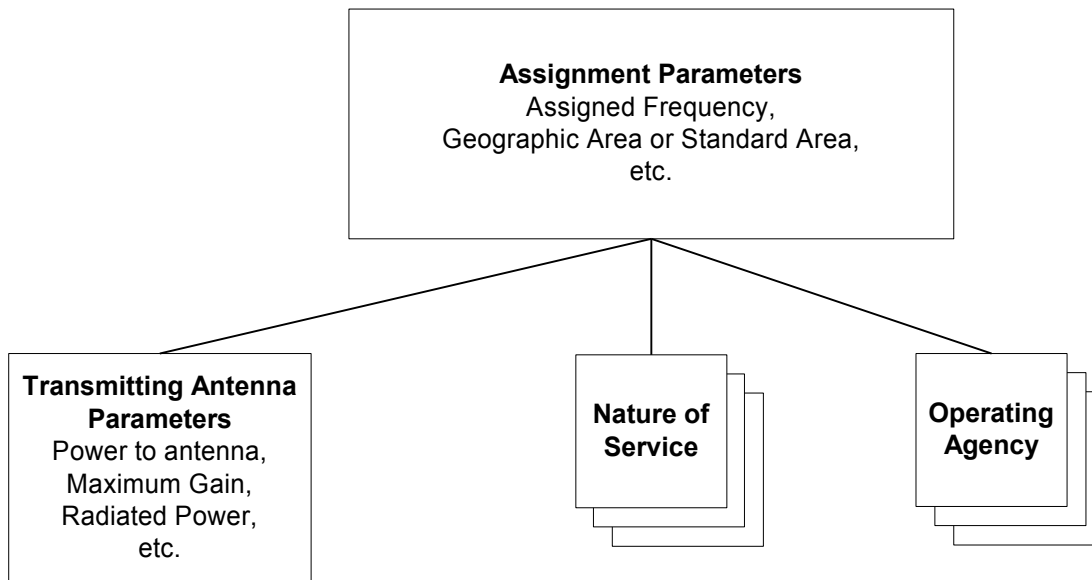 Assignment Parameters
Assigned Frequency,
Geographic Area or Standard Area,
etc.
Transmitting Antenna
Parameters
Power to antenna,
Maximum Gain,
Radiated Power,
etc.
Nature of
Service
Operating
Agency